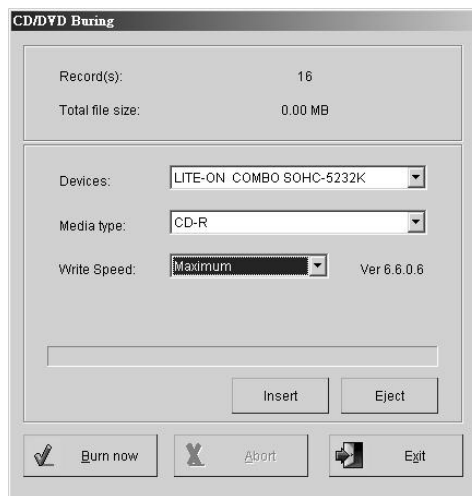 CD/DVD Buring
Record(s): 16
Total file size: 0.00 MB
Devices: LITE-ON COMBO SOHC-5232K
Media type: CD-R
Write Speed: Maximum Ver 6.6.0.6
Insert Eject
Burn now Abort Exit